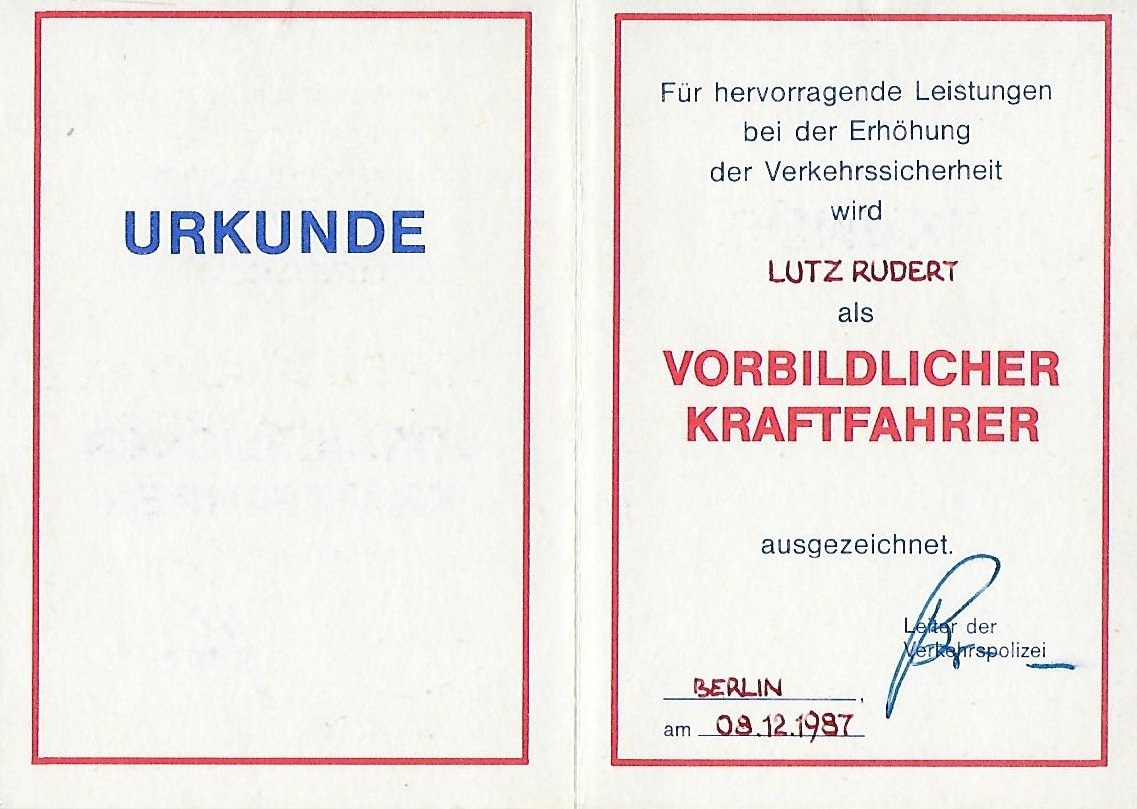 URKUNDE
Für hervorragende Leistungen
bei der Erhöhung
der Verkehrssicherheit
wird
LUTZ RUDERT
als
VORBILDLICHER
KRAFTFAHRER
ausgezeichnet.
Leiter der
Verkehrspolizei
BERLIN,
am 08.12.1987